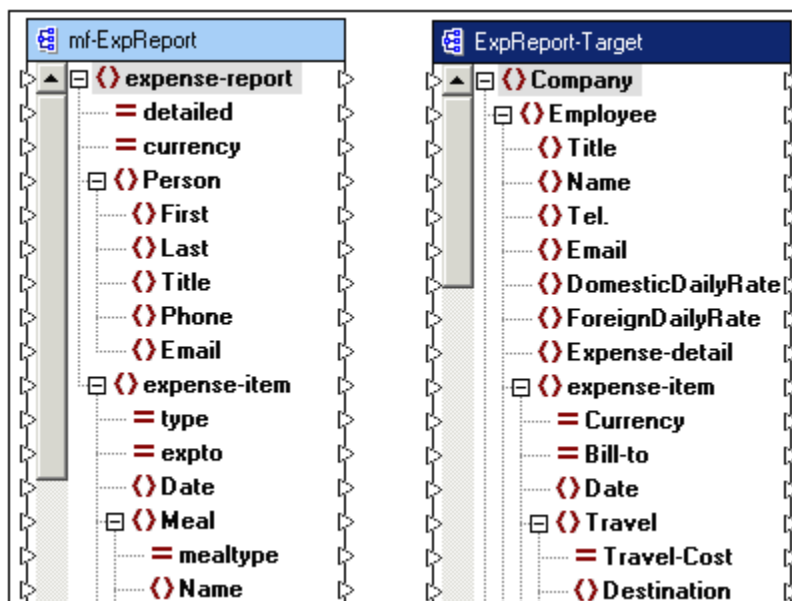 mf-ExpReport
expense-report
detailed
currency
Person
First
Last
Title
Phone
Email
expense-item
type
expto
Date
Meal
mealtype
Name
ExpReport-Target
Company
Employee
Title
Name
Tel.
Email
DomesticDailyRate
ForeignDailyRate
Expense-detail
expense-item
Currency
Bill-to
Date
Travel
Travel-Cost
Destination